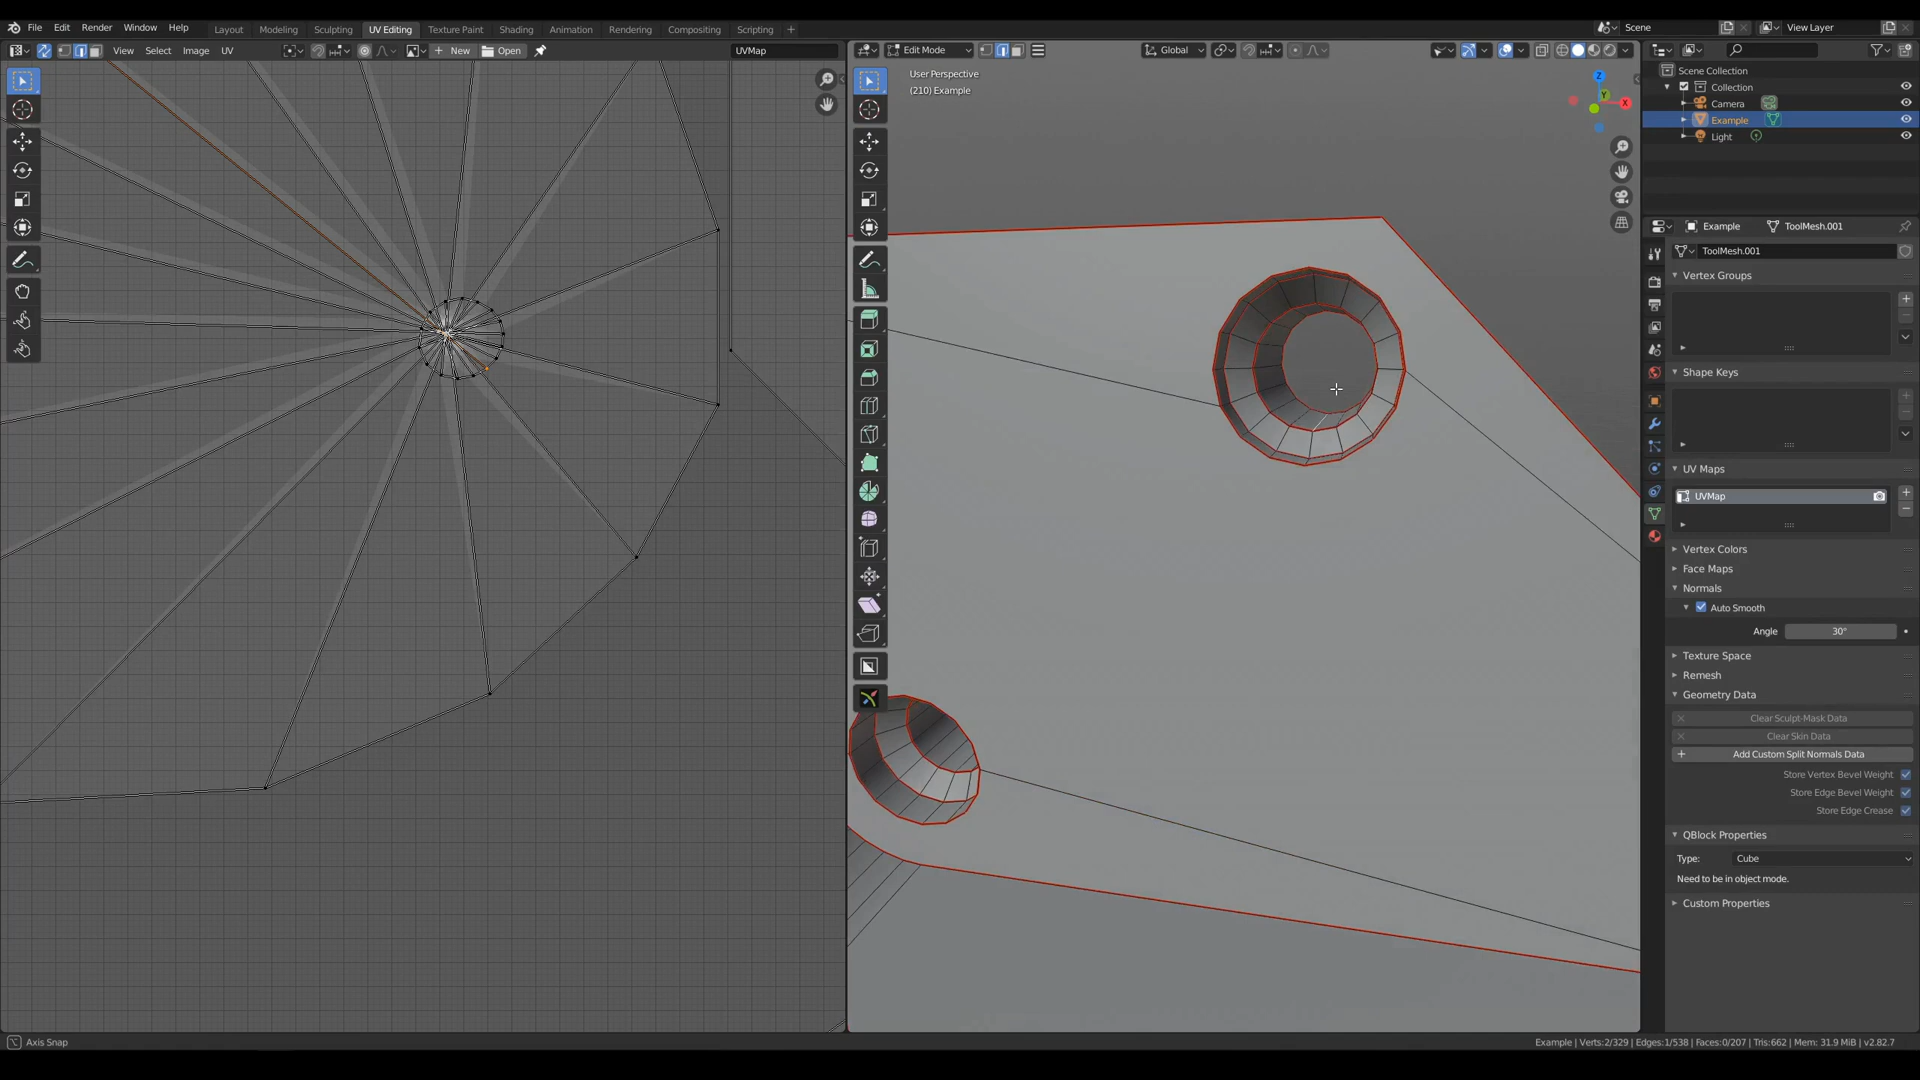 File Edit Render Window Help Layout Modeling Sculpting UV Editing Texture Paint Shading Animation Rendering Compositing Scripting + Scene View Layer
View Select Image UV New Open UVMap Edit Mode Global
User Perspective
(210) Example
Z
Y
X
Scene Collection
Collection
Camera
Example
Light
Example ToolMesh.001
ToolMesh.001
Vertex Groups
Shape Keys
UV Maps
UVMap
Vertex Colors
Face Maps
Normals
Auto Smooth
Angle 30°
Texture Space
Remesh
Geometry Data
Clear Sculpt-Mask Data
Clear Skin Data
Add Custom Split Normals Data
Store Vertex Bevel Weight
Store Edge Bevel Weight
Store Edge Crease
QBlock Properties
Type: Cube
Need to be in object mode.
Custom Properties
Axis Snap
Example | Verts:2/329 | Edges:1/538 | Faces:0/207 | Tris:662 | Mem: 31.9 MiB | v2.82.7